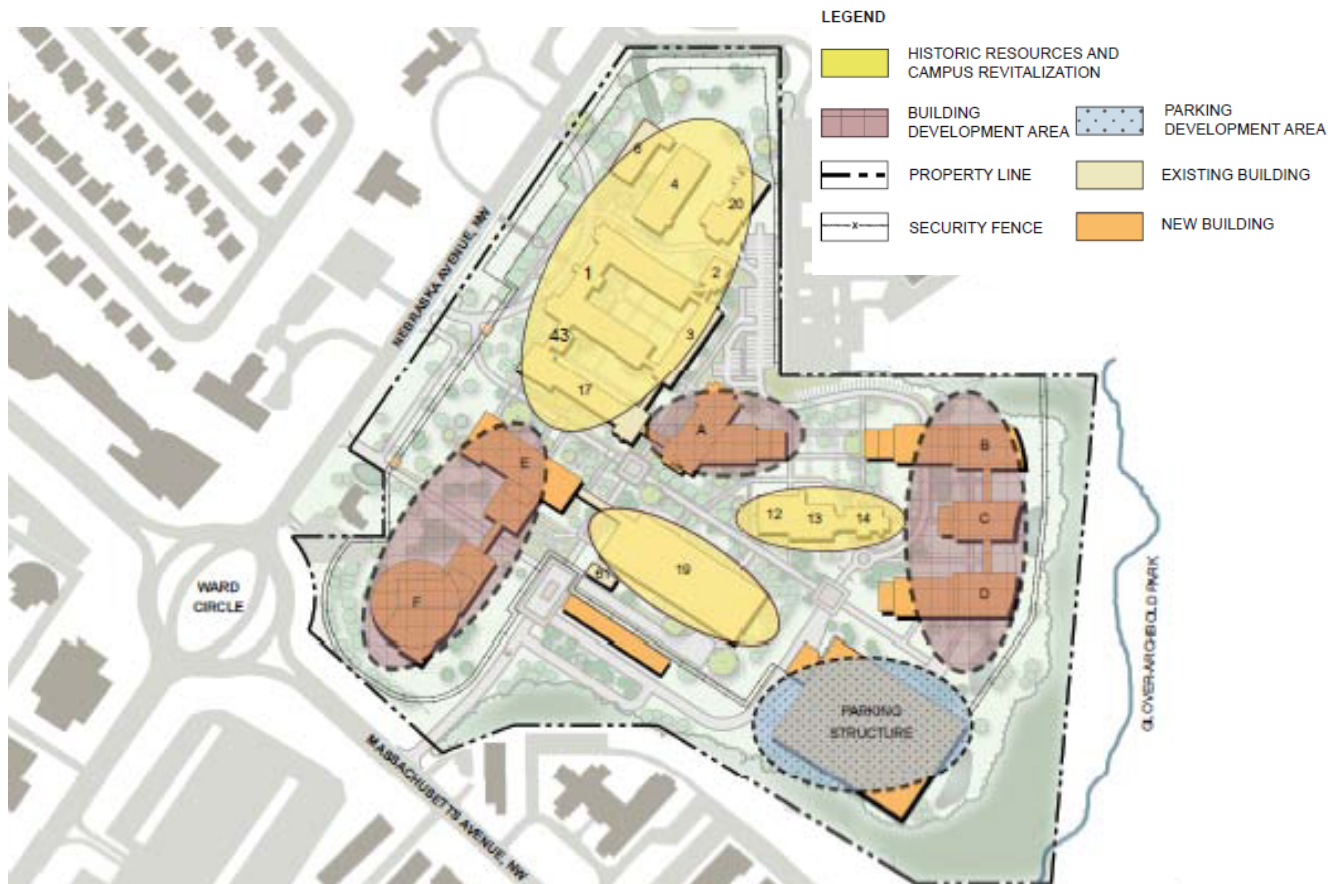 LEGEND
HISTORIC RESOURCES AND
CAMPUS REVITALIZATION
BUILDING
DEVELOPMENT AREA
PARKING
DEVELOPMENT AREA
PROPERTY LINE
EXISTING BUILDING
x
SECURITY FENCE
NEW BUILDING
NEBRASKA AVENUE, NW
6
4
20
1
2
3
43
17
A
B
E
C
12
13
14
19
D
F
WARD
CIRCLE
PARKING
STRUCTURE
MASSACHUSETTS AVENUE, NW
GLOVER-ARCHBOLD PARK